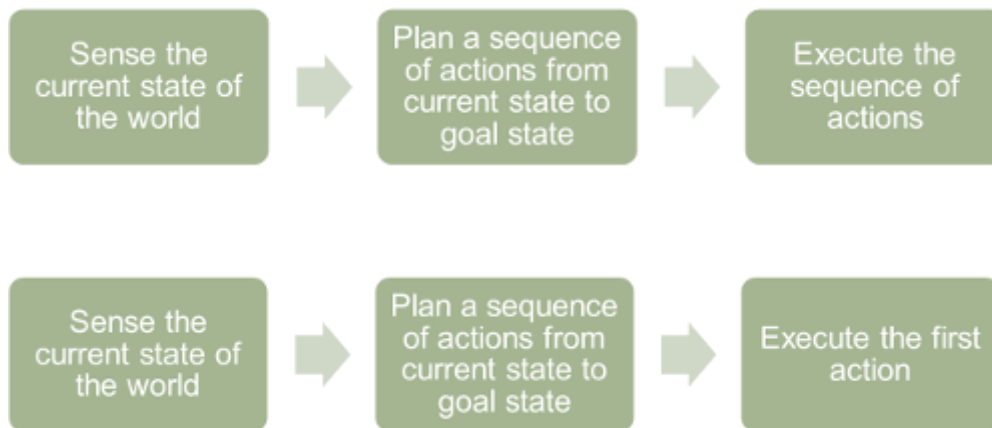 Sense the
current state of
the world
Plan a sequence
of actions from
current state to
goal state
Execute the
sequence of
actions
Sense the
current state of
the world
Plan a sequence
of actions from
current state to
goal state
Execute the first
action